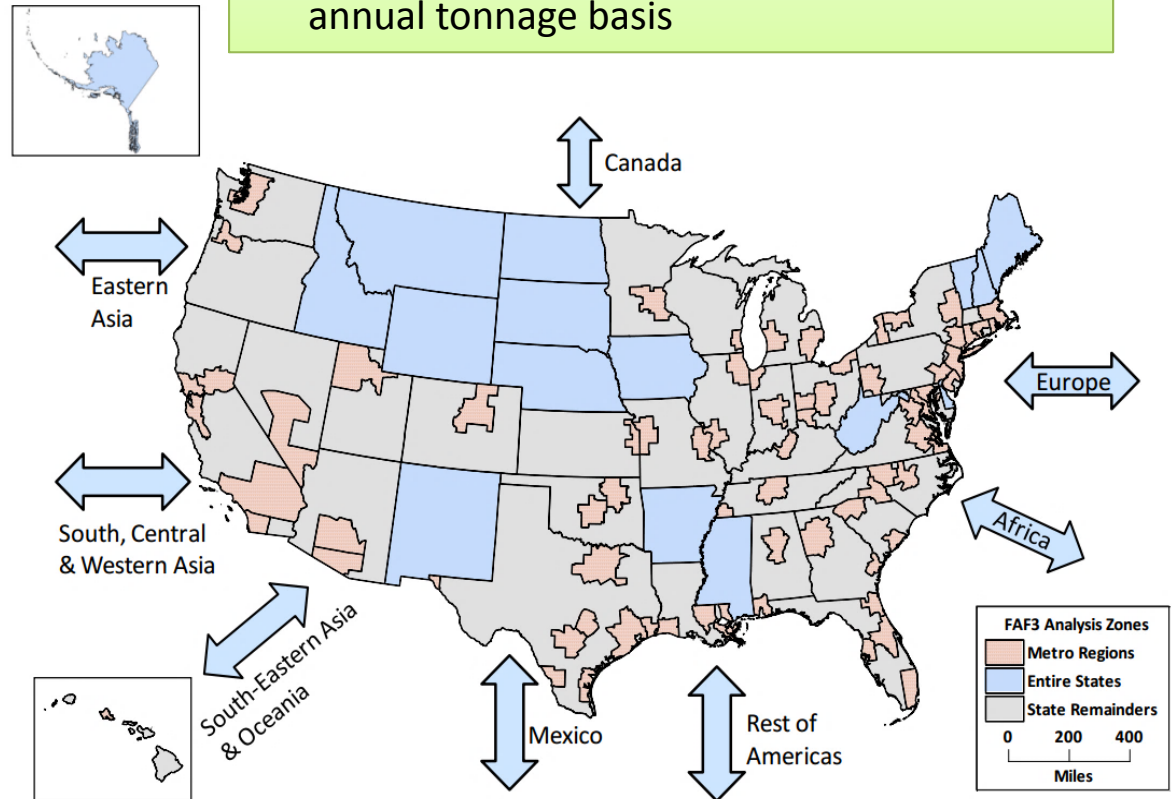 annual tonnage basis
Canada
Eastern
Asia
Europe
South, Central
& Western Asia
Africa
South-Eastern Asia
& Oceania
Mexico
Rest of
Americas
FAF3 Analysis Zones
Metro Regions
Entire States
State Remainders
0 200 400
Miles